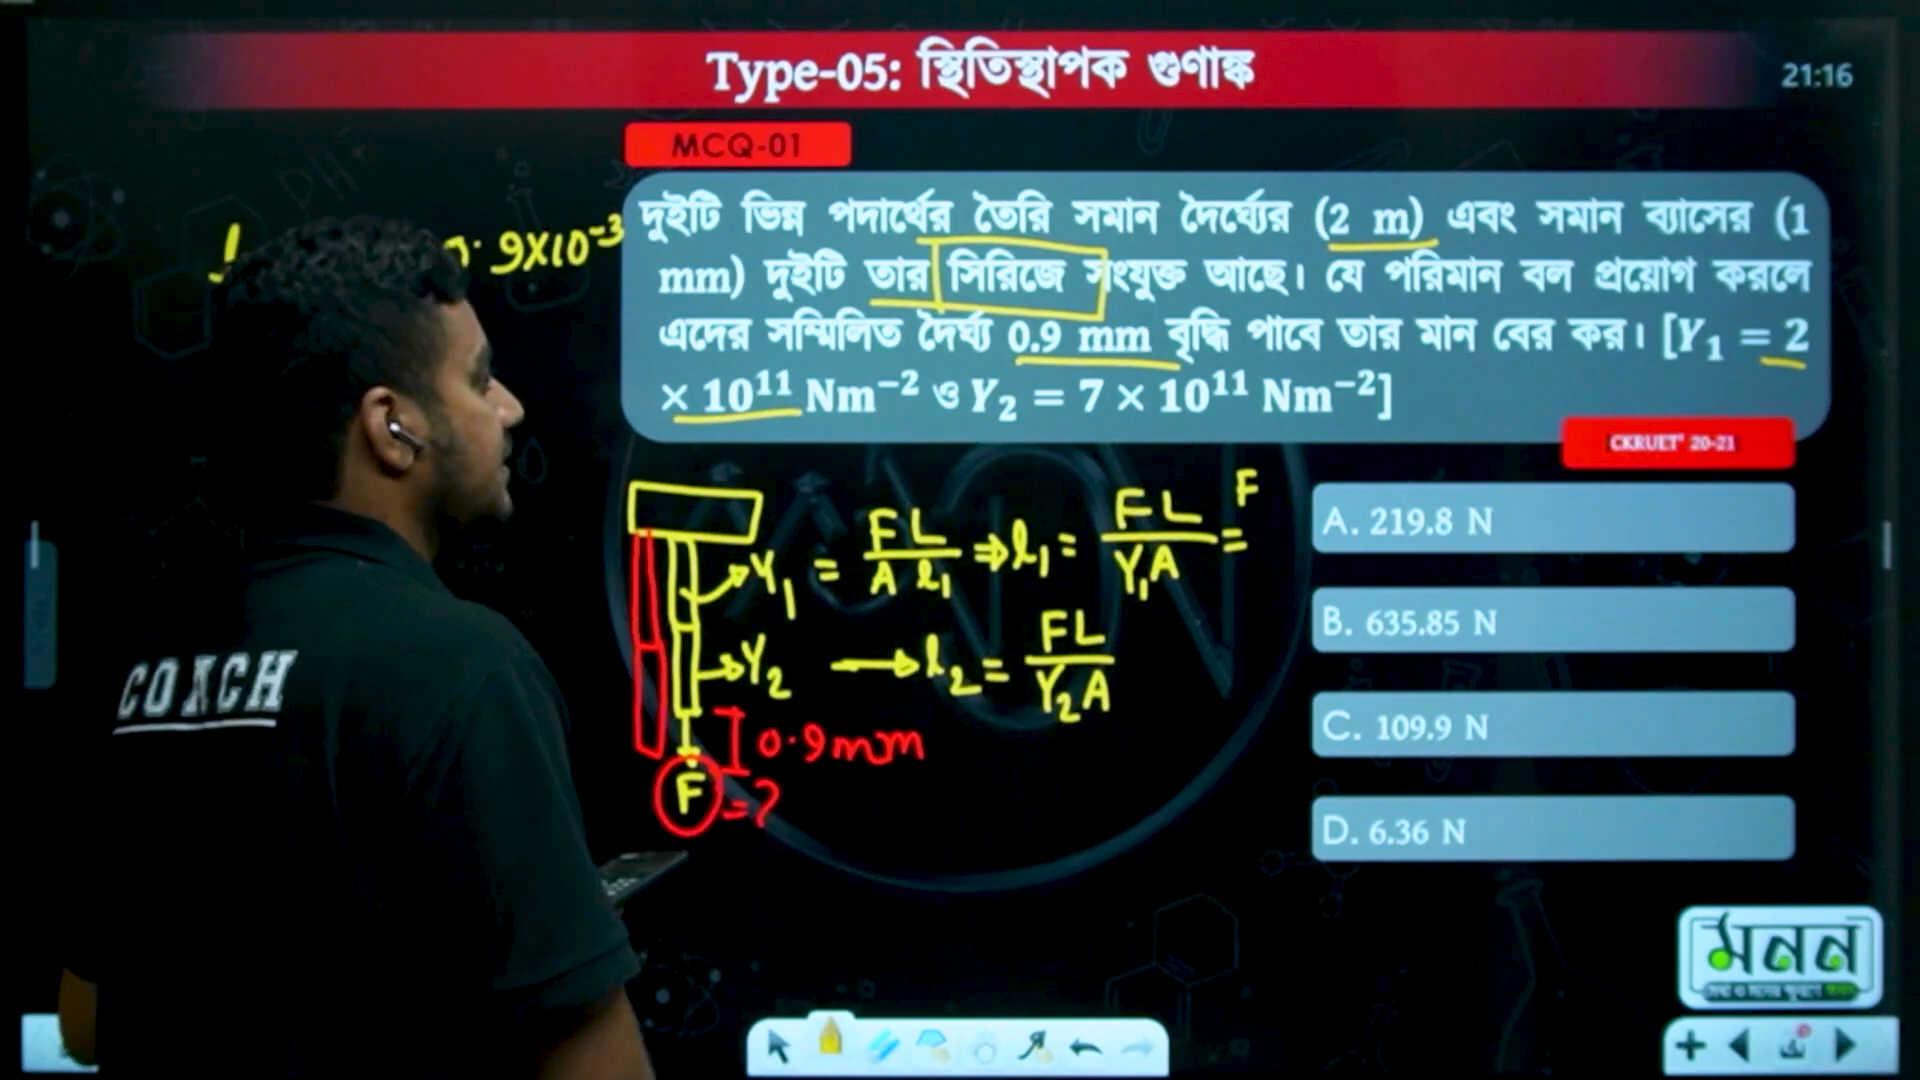 Type-05: স্থিতিস্থাপক গুণাঙ্ক
21:16
MCQ-01
দুইটি ভিন্ন পদার্থের তৈরি সমান দৈর্ঘ্যের (2 m) এবং সমান ব্যাসের (1
mm) দুইটি তার সিরিজে সংযুক্ত আছে। যে পরিমান বল প্রয়োগ করলে
এদের সম্মিলিত দৈর্ঘ্য 0.9 mm বৃদ্ধি পাবে তার মান বের কর। [Y₁ = 2
× 10¹¹ Nm⁻² ও Y₂ = 7 × 10¹¹ Nm⁻²]
CKRUET' 20-21
9×10⁻³
Y₁ = FL/A l₁ ⇒ l₁ = FL/Y₁A = F
Y₂ → l₂ = FL/Y₂A
0.9mm
F = ?
A. 219.8 N
B. 635.85 N
C. 109.9 N
D. 6.36 N
COACH
মনন